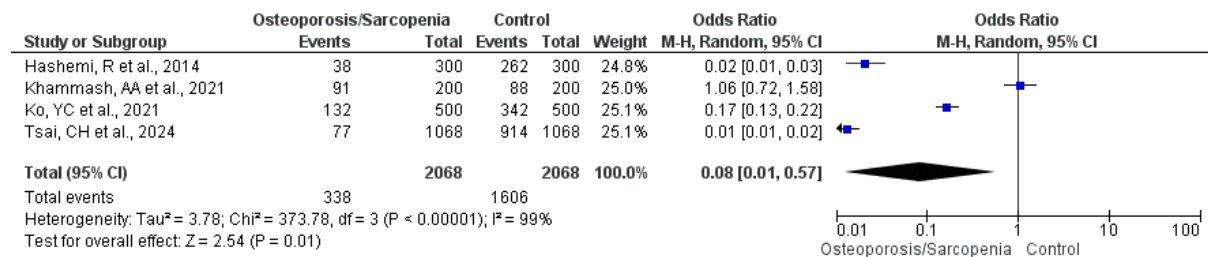 Osteoporosis/Sarcopenia Control Odds Ratio Odds Ratio
Study or Subgroup Events Total Events Total Weight M-H, Random, 95% CI M-H, Random, 95% CI
Hashemi, R et al., 2014 38 300 262 300 24.8% 0.02 [0.01, 0.03]
Khammash, AA et al., 2021 91 200 88 200 25.0% 1.06 [0.72, 1.58]
Ko, YC et al., 2021 132 500 342 500 25.1% 0.17 [0.13, 0.22]
Tsai, CH et al., 2024 77 1068 914 1068 25.1% 0.01 [0.01, 0.02]
Total (95% CI) 2068 2068 100.0% 0.08 [0.01, 0.57]
Total events 338 1606
Heterogeneity: Tau² = 3.78; Chi² = 373.78, df = 3 (P < 0.00001); I² = 99%
Test for overall effect: Z = 2.54 (P = 0.01)
0.01 0.1 1 10 100
Osteoporosis/Sarcopenia Control